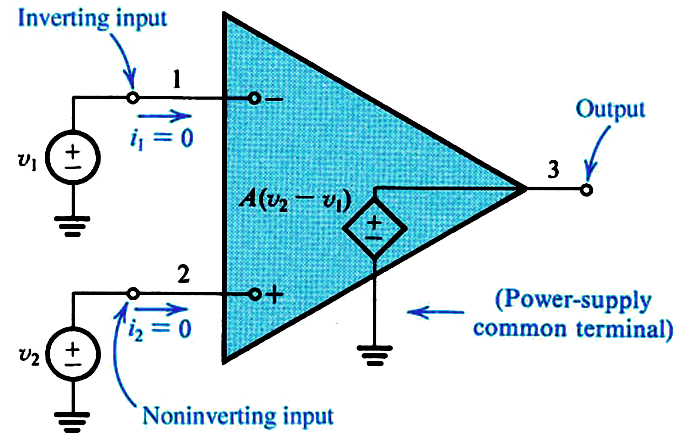 Inverting input
1
−
i₁ = 0
v₁
+
−
Output
3
A(v₂ − v₁)
+
−
2
+
i₂ = 0
(Power-supply
common terminal)
v₂
+
−
Noninverting input